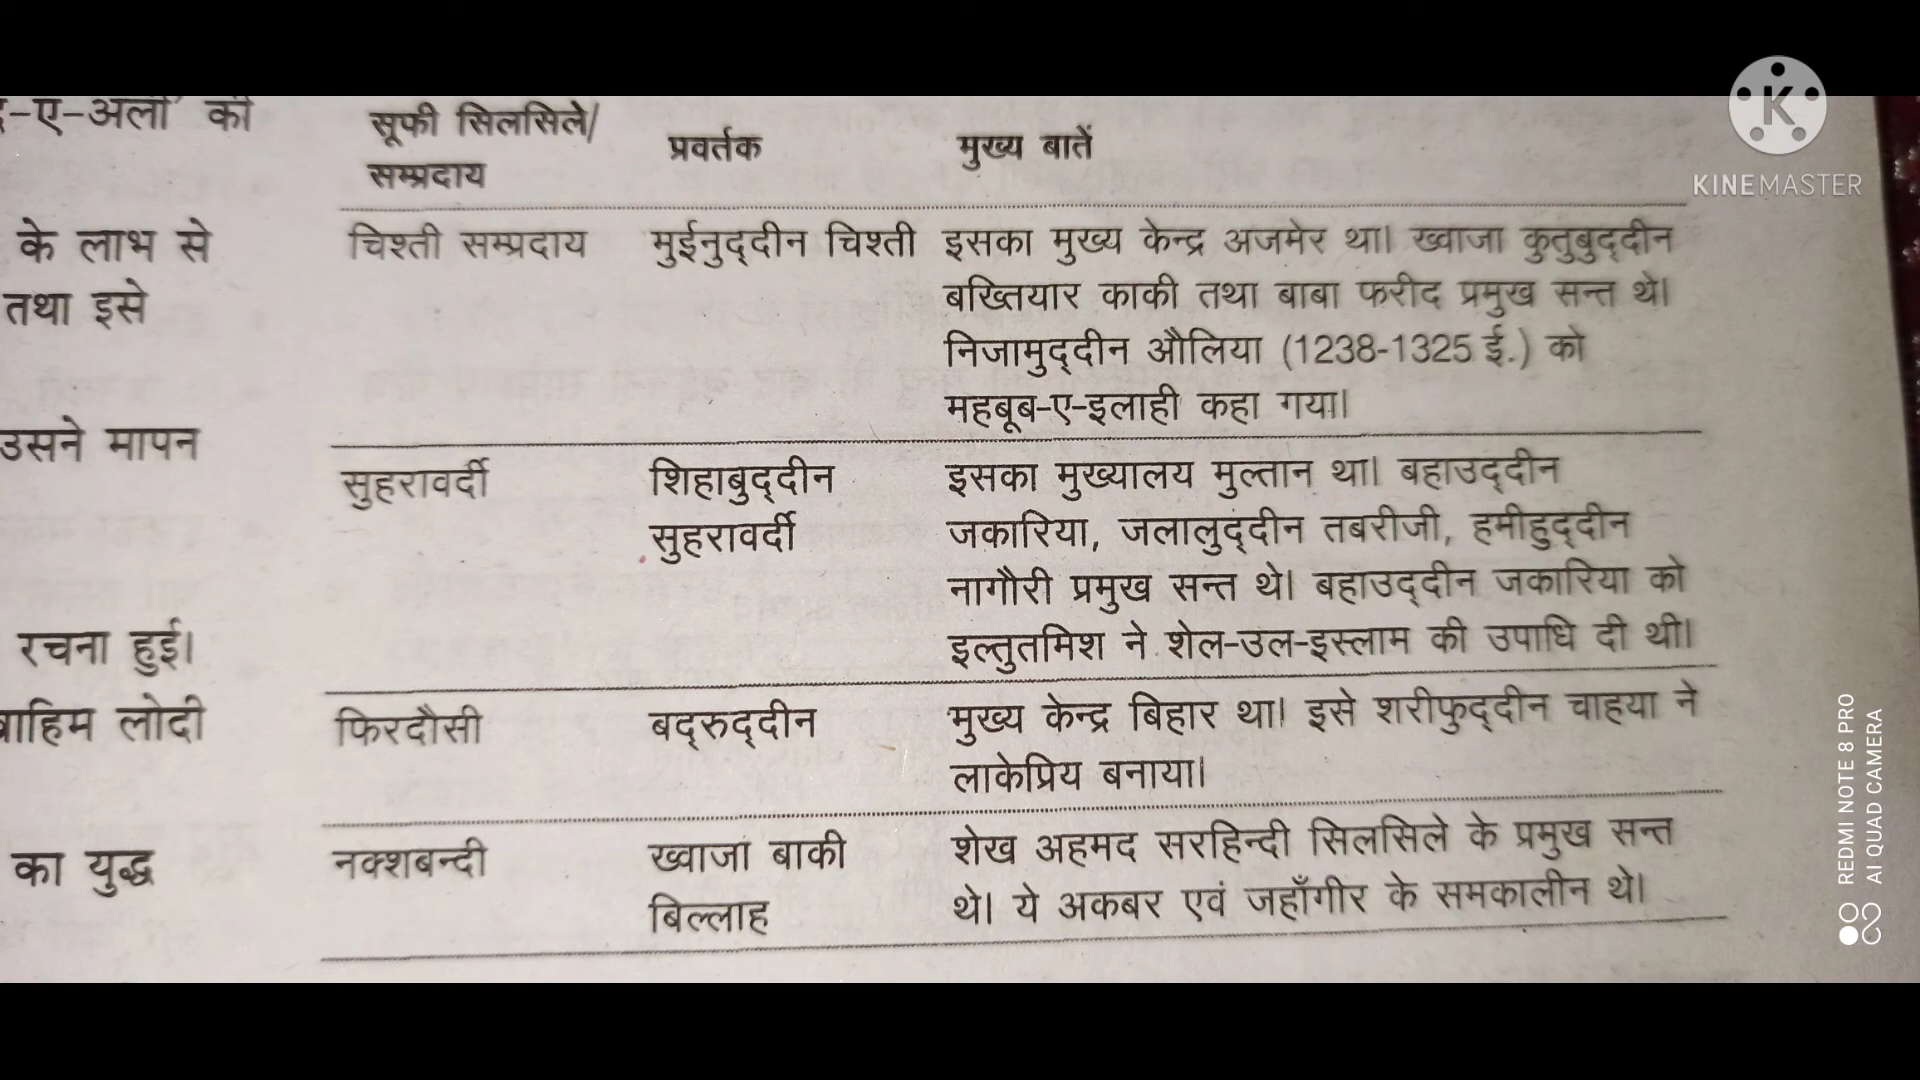 द-ए-अली' की
के लाभ से
तथा इसे
उसने मापन
रचना हुई।
ब्राहिम लोदी
का युद्ध
सूफी सिलसिले/
सम्प्रदाय
प्रवर्तक
मुख्य बातें
चिश्ती सम्प्रदाय
मुईनुद्दीन चिश्ती
इसका मुख्य केन्द्र अजमेर था। ख्वाजा कुतुबुद्दीन
बख्तियार काकी तथा बाबा फरीद प्रमुख सन्त थे।
निजामुद्दीन औलिया (1238-1325 ई.) को
महबूब-ए-इलाही कहा गया।
सुहरावर्दी
शिहाबुद्दीन
सुहरावर्दी
इसका मुख्यालय मुल्तान था। बहाउद्दीन
जकारिया, जलालुद्दीन तबरीजी, हमीहुद्दीन
नागौरी प्रमुख सन्त थे। बहाउद्दीन जकारिया को
इल्तुतमिश ने शेल-उल-इस्लाम की उपाधि दी थी।
फिरदौसी
बद्रुद्दीन
मुख्य केन्द्र बिहार था। इसे शरीफुद्दीन चाहया ने
लाकेप्रिय बनाया।
नक्शबन्दी
ख्वाजा बाकी
बिल्लाह
शेख अहमद सरहिन्दी सिलसिले के प्रमुख सन्त
थे। ये अकबर एवं जहाँगीर के समकालीन थे।
K
KINEMASTER
REDMI NOTE 8 PRO
AI QUAD CAMERA